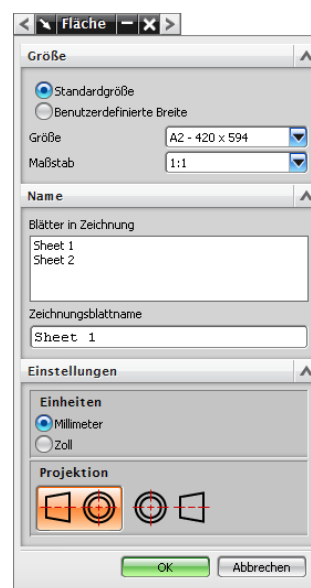 Fläche
Größe
Standardgröße
Benutzerdefinierte Breite
Größe A2 - 420 x 594
Maßstab 1:1
Name
Blätter in Zeichnung
Sheet 1
Sheet 2
Zeichnungsblattname
Sheet 1
Einstellungen
Einheiten
Millimeter
Zoll
Projektion
OK Abbrechen